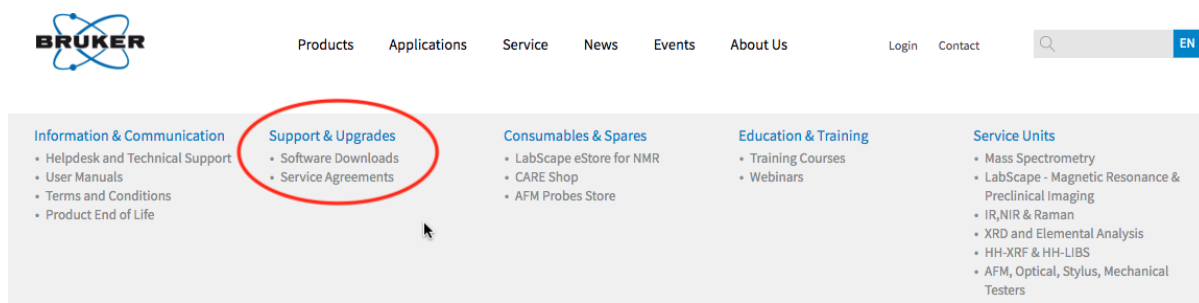 BRUKER
Products Applications Service News Events About Us Login Contact EN
Information & Communication
• Helpdesk and Technical Support
• User Manuals
• Terms and Conditions
• Product End of Life
Support & Upgrades
• Software Downloads
• Service Agreements
Consumables & Spares
• LabScape eStore for NMR
• CARE Shop
• AFM Probes Store
Education & Training
• Training Courses
• Webinars
Service Units
• Mass Spectrometry
• LabScape - Magnetic Resonance &
Preclinical Imaging
• IR,NIR & Raman
• XRD and Elemental Analysis
• HH-XRF & HH-LIBS
• AFM, Optical, Stylus, Mechanical
Testers